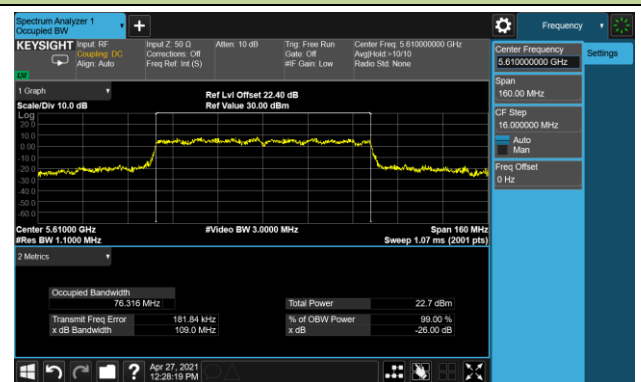 Spectrum Analyzer 1
Occupied BW
Frequency
KEYSIGHT
Input: RF
Coupling: DC
Align: Auto
Input Z: 50 Ω
Corrections: Off
Freq Ref: Int (S)
Atten: 10 dB
Trig: Free Run
Gate: Off
#IF Gain: Low
Center Freq: 5.610000000 GHz
Avg|Hold:>10/10
Radio Std: None
Center Frequency
5.610000000 GHz
Settings
Span
160.00 MHz
CF Step
16.000000 MHz
Auto
Man
Freq Offset
0 Hz
1 Graph
Scale/Div 10.0 dB
Ref Lvl Offset 22.40 dB
Ref Value 30.00 dBm
Log
20.0
10.0
0.00
-10.0
-20.0
-30.0
-40.0
-50.0
-60.0
Center 5.61000 GHz
#Res BW 1.1000 MHz
#Video BW 3.0000 MHz
Span 160 MHz
Sweep 1.07 ms (2001 pts)
2 Metrics
Occupied Bandwidth
76.316 MHz
Total Power 22.7 dBm
Transmit Freq Error 181.84 kHz
% of OBW Power 99.00 %
x dB Bandwidth 109.0 MHz
x dB -26.00 dB
?
Apr 27, 2021
12:28:19 PM